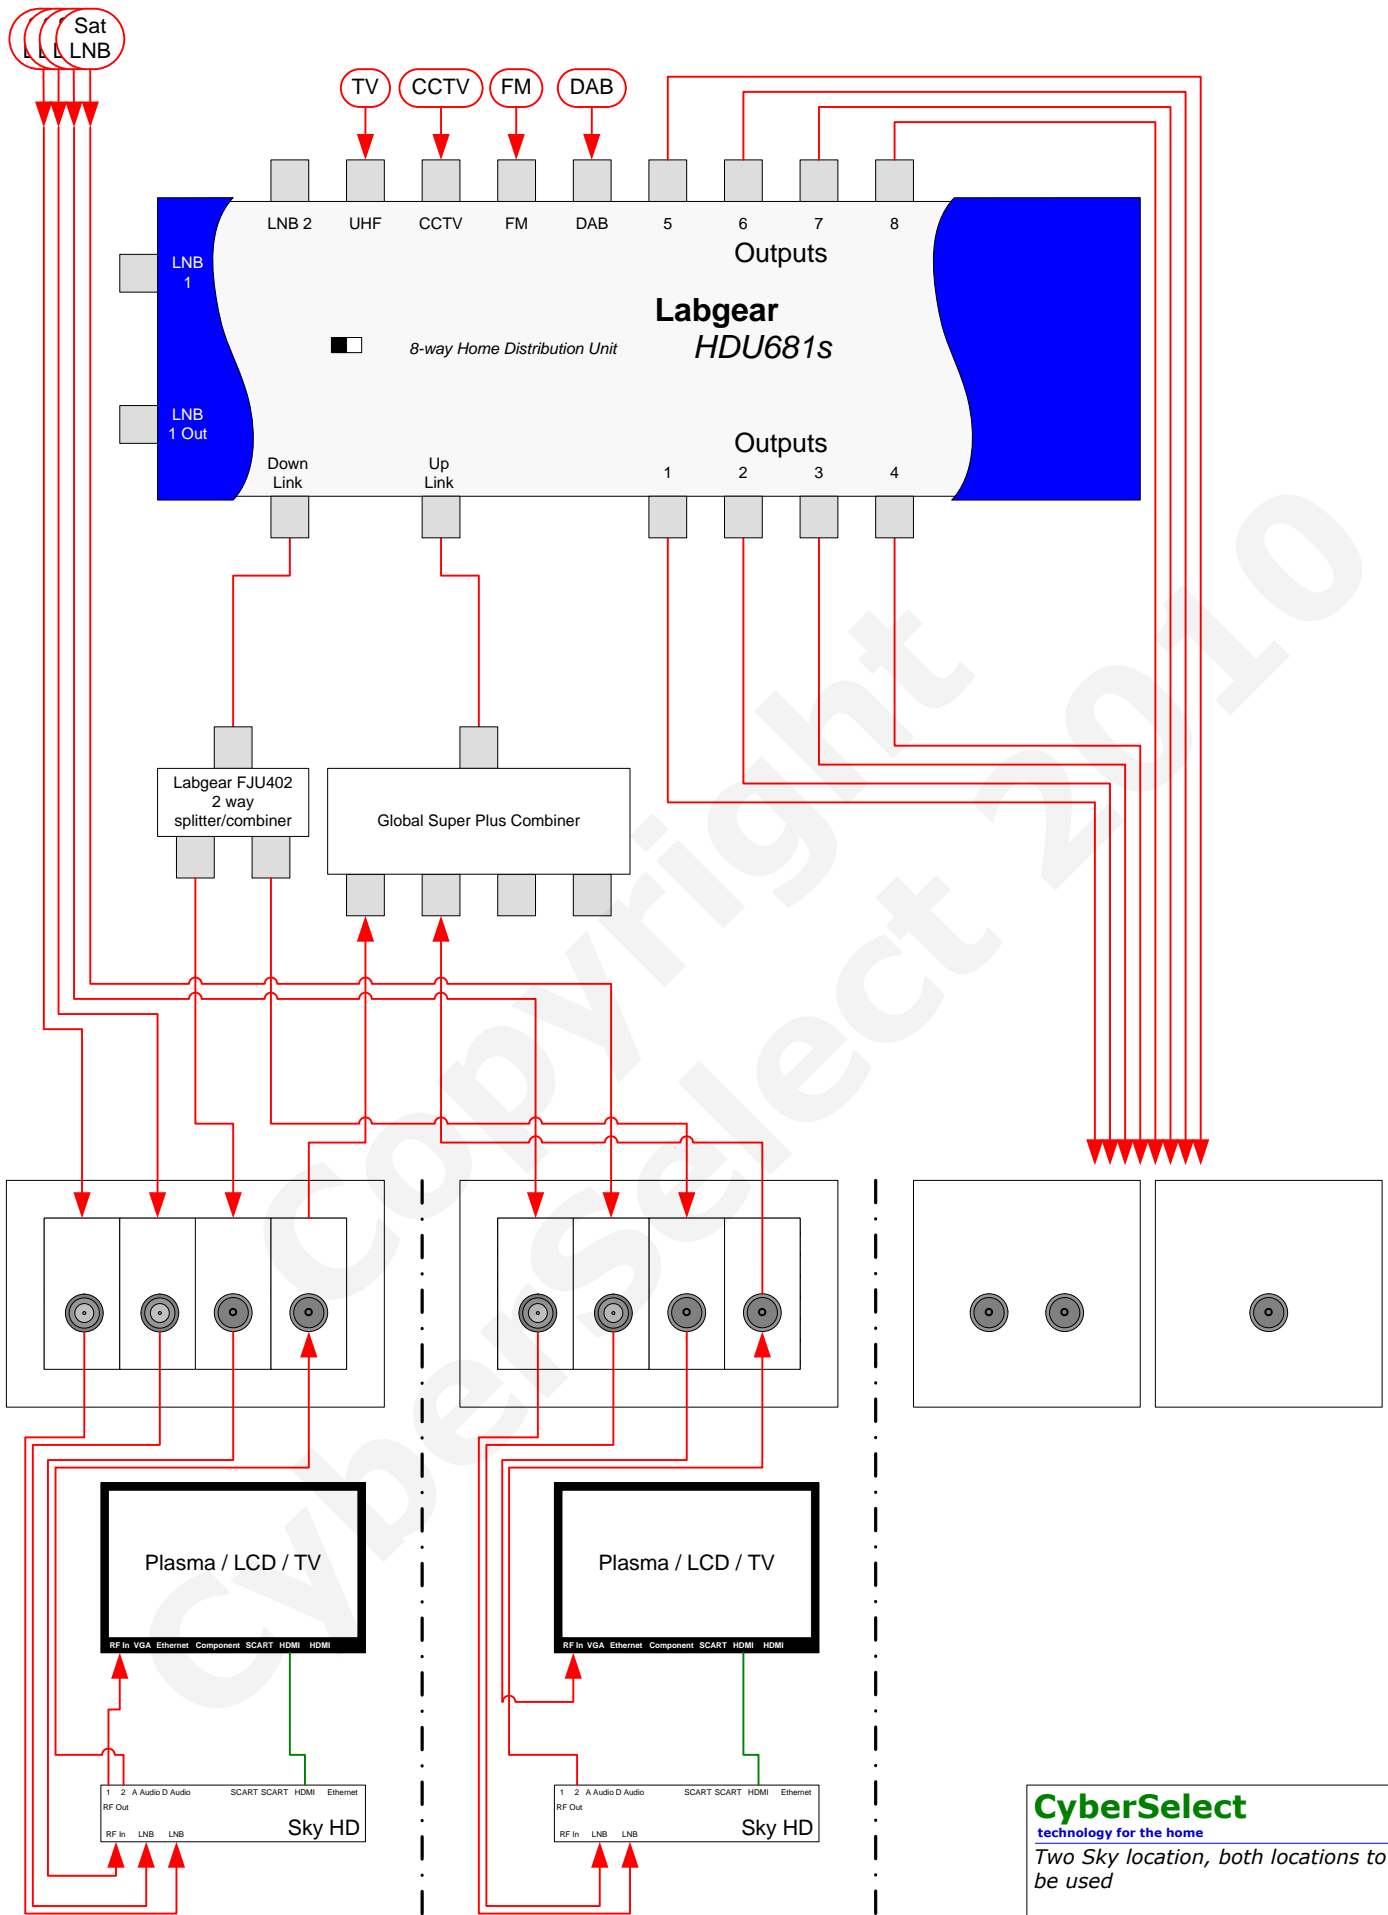 Sat
LNB
TV CCTV FM DAB
LNB 2 UHF CCTV FM DAB 5 6 7 8
Outputs
LNB
1
Labgear
8-way Home Distribution Unit HDU681s
LNB
1 Out
Outputs
Down
Link
Up
Link
1 2 3 4
Labgear FJU402
2 way
splitter/combiner
Global Super Plus Combiner
Copyright
CyberSelect 2010
Plasma / LCD / TV
RF In VGA Ethernet Component SCART HDMI HDMI
Plasma / LCD / TV
RF In VGA Ethernet Component SCART HDMI HDMI
1 2 A Audio D Audio SCART SCART HDMI Ethernet
RF Out
Sky HD
RF In LNB LNB
1 2 A Audio D Audio SCART SCART HDMI Ethernet
RF Out
Sky HD
RF In LNB LNB
CyberSelect
technology for the home
Two Sky location, both locations to
be used